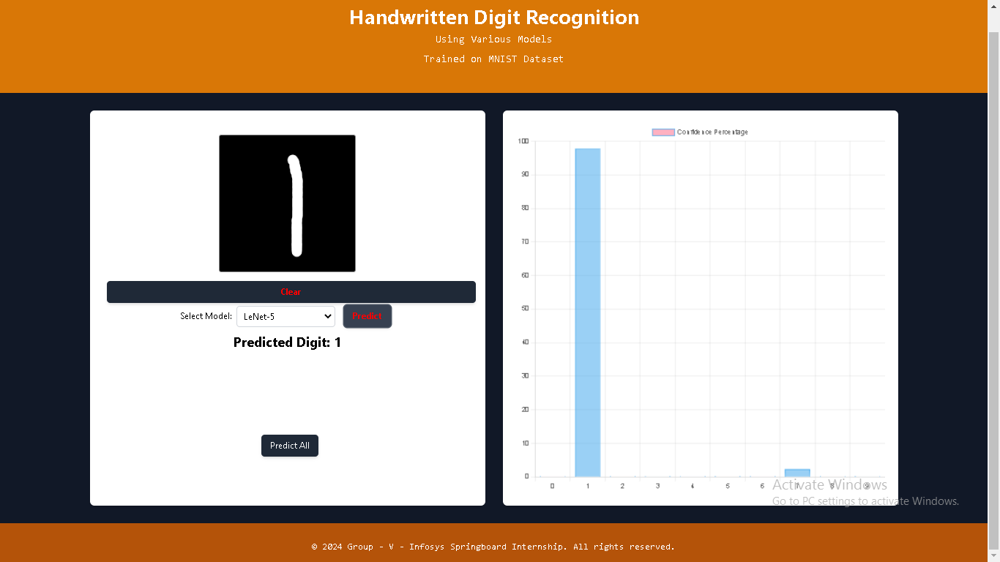 Handwritten Digit Recognition
Using Various Models
Trained on MNIST Dataset
1
Clear
Select Model: LeNet-5 Predict
Predicted Digit: 1
Predict All
Confidence Percentage
100
90
80
70
60
50
40
30
20
10
0
0 1 2 3 4 5 6 7 8 9
Activate Windows
Go to PC settings to activate Windows.
© 2024 Group - V - Infosys Springboard Internship. All rights reserved.